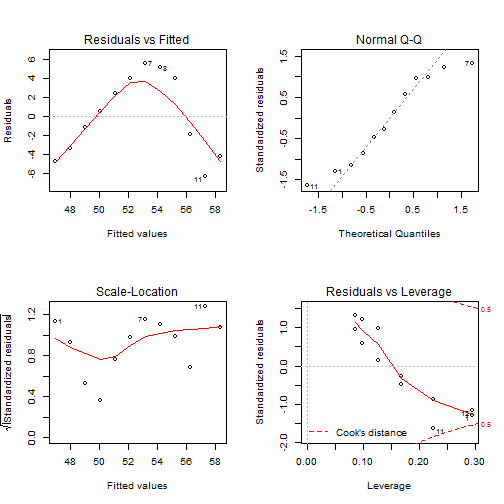 Residuals vs Fitted
Residuals
6
4
2
0
-2
-4
-6
7
8
11
48 50 52 54 56 58
Fitted values
Normal Q-Q
Standardized residuals
1.5
0.5
-0.5
-1.5
7
1
11
-1.5 -0.5 0.5 1.5
Theoretical Quantiles
Scale-Location
√|Standardized residuals|
1.2
0.8
0.4
0.0
1
7
11
48 50 52 54 56 58
Fitted values
Residuals vs Leverage
Standardized residuals
1.0
0.0
-1.0
-2.0
0.5
12
1
11
0.5
Cook's distance
0.00 0.10 0.20 0.30
Leverage